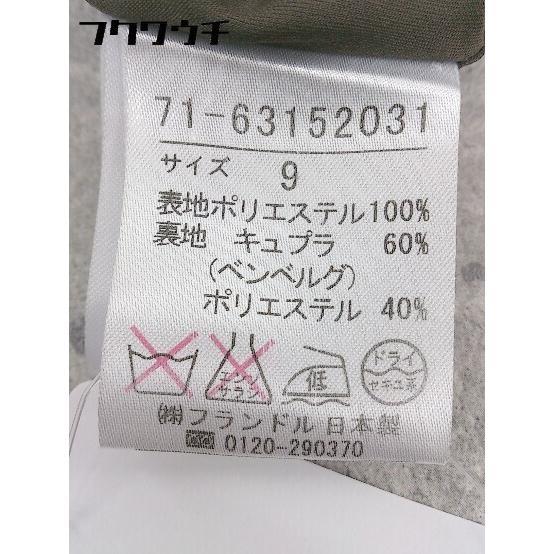 フクウクウチ
71-63152031
サイズ 9
表地ポリエステル100%
裏地 キュプラ 60%
(ベンベルグ)
ポリエステル 40%
エンソ
サラシ
低
ドライ
セキユ系
㈱フランドル 日本製
0120-290370